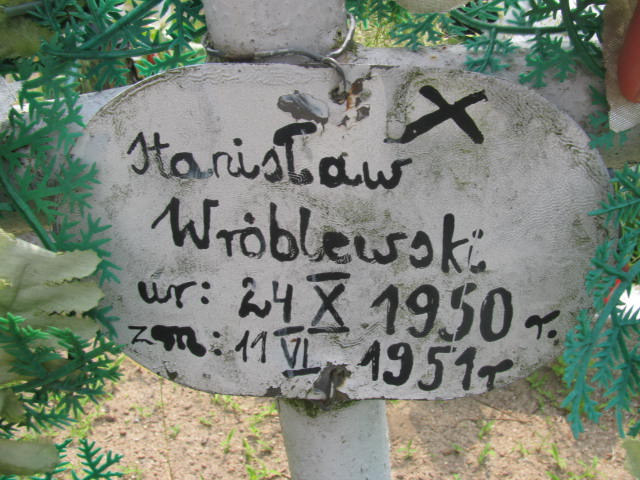 Stanisław
Wróblewski
ur: 24 X 1950 r.
zm: 11 VI 1951 r